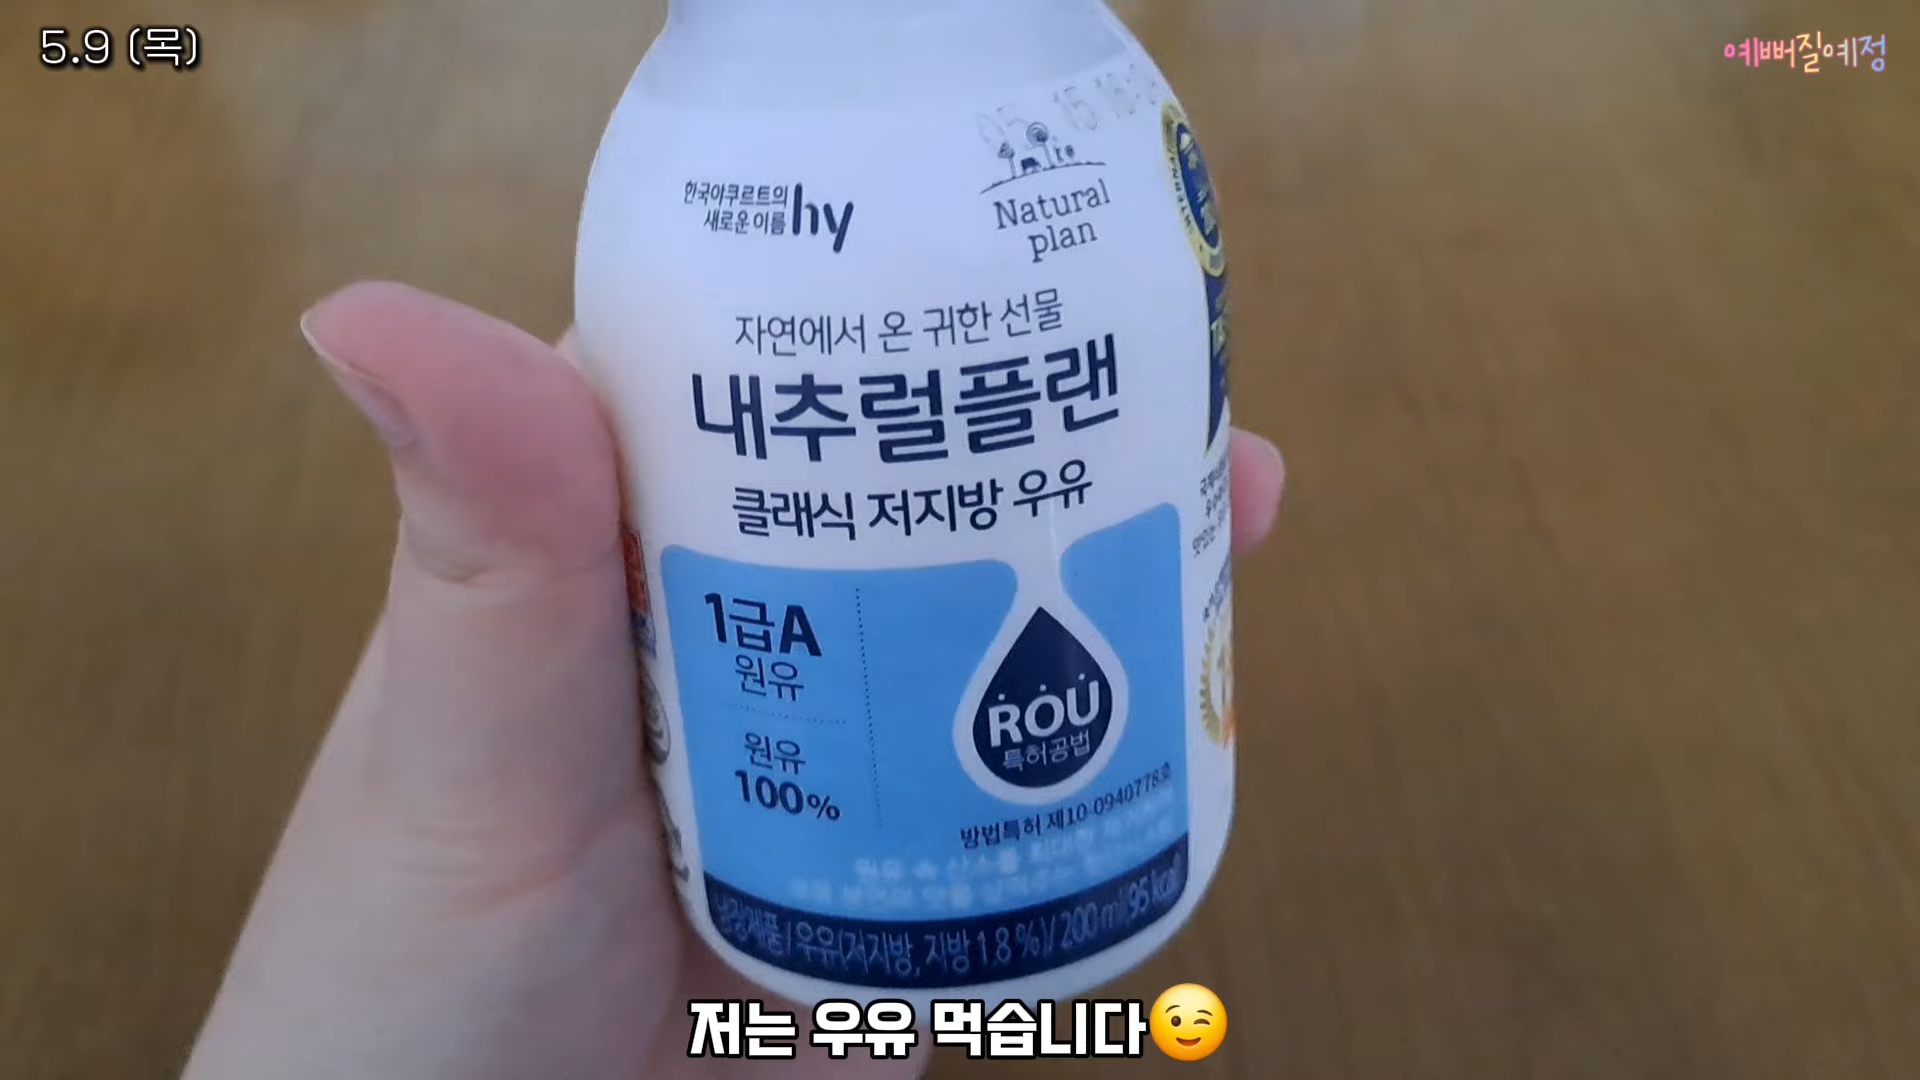 5.9 (목)
예뻐질예정
한국야쿠르트의
새로운 이름
hy
Natural
plan
자연에서 온 귀한 선물
내추럴플랜
클래식 저지방 우유
1급A
원유
원유
100%
ROU
특허공법
방법특허 제10-0940778호
냉장제품 | 우유(저지방, 지방 1.8 %)/ 200 ml(95 kcal)
저는 우유 먹습니다😉